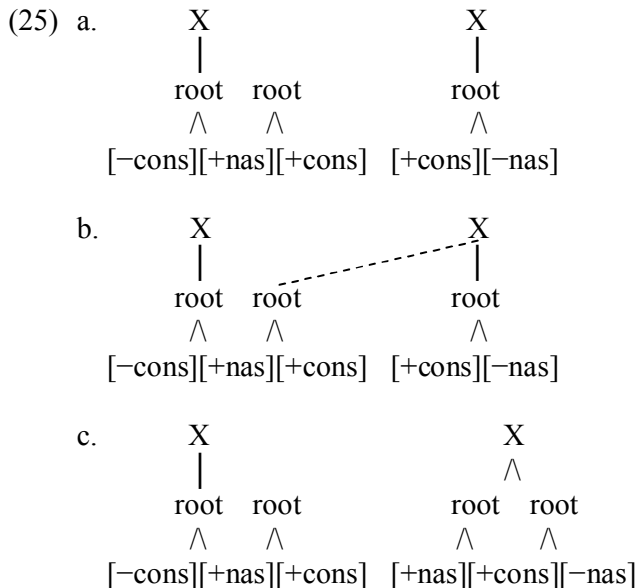 (25) a. X X
root root root
[−cons][+nas][+cons] [+cons][−nas]
b. X X
root root root
[−cons][+nas][+cons] [+cons][−nas]
c. X X
root root root root
[−cons][+nas][+cons] [+nas][+cons][−nas]